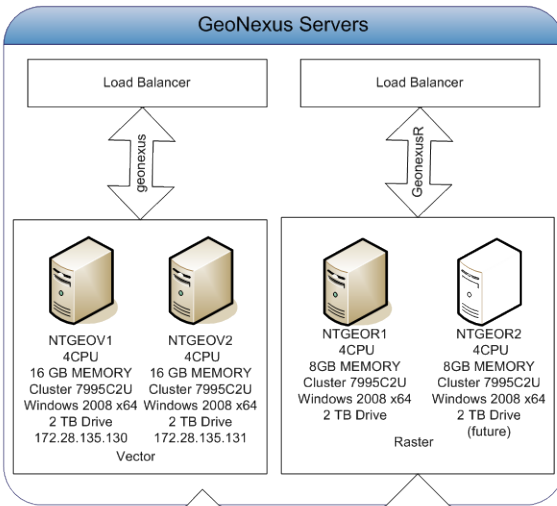 GeoNexus Servers
Load Balancer
Load Balancer
geonexus
GeonexusR
NTGEOV1
4CPU
16 GB MEMORY
Cluster 7995C2U
Windows 2008 x64
2 TB Drive
172.28.135.130
NTGEOV2
4CPU
16 GB MEMORY
Cluster 7995C2U
Windows 2008 x64
2 TB Drive
172.28.135.131
Vector
NTGEOR1
4CPU
8GB MEMORY
Cluster 7995C2U
Windows 2008 x64
2 TB Drive
NTGEOR2
4CPU
8GB MEMORY
Cluster 7995C2U
Windows 2008 x64
2 TB Drive
(future)
Raster